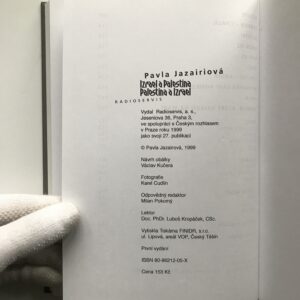 Pavla Jazairiová
Izrael a Palestina
Palestina a Izrael
RADIOSERVIS
Vydal Radioservis, a. s.,
Jeseniova 36, Praha 3,
ve spolupráci s Českým rozhlasem
v Praze roku 1999
jako svoji 27. publikaci
© Pavla Jazairiová, 1999
Návrh obálky
Václav Kučera
Fotografie
Karel Cudlín
Odpovědný redaktor
Milan Pokorný
Lektor
Doc. PhDr. Luboš Kropáček, CSc.
Vytiskla Tiskárna FINIDR, s.r.o.
ul. Lipová, areál VOP, Český Těšín
První vydání
ISBN 80-86212-05-X
Cena 153 Kč